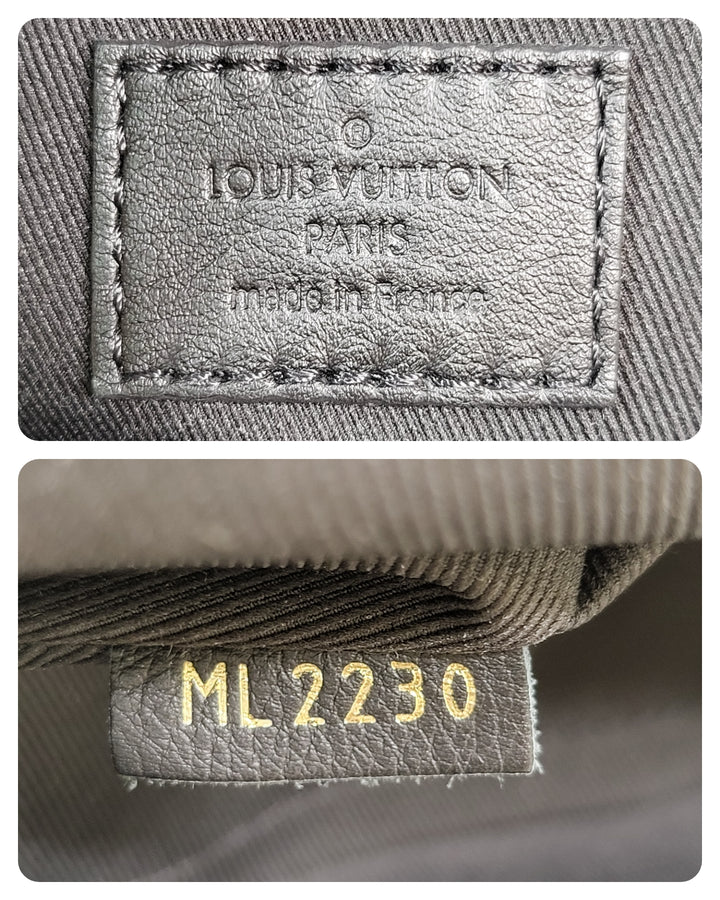 ®
LOUIS VUITTON
PARIS
made in France
ML2230